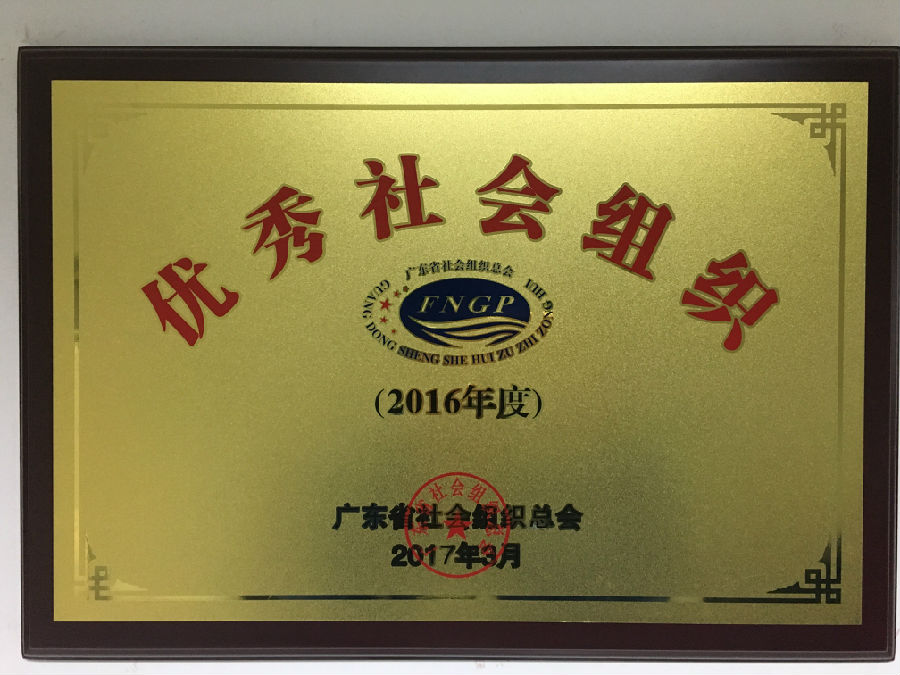 优秀社会组织
广东省社会组织总会
FNGP
GUANG DONG SHENG SHE HUI ZU ZHI ZONG HUI
(2016年度)
广东省社会组织总会
2017年3月